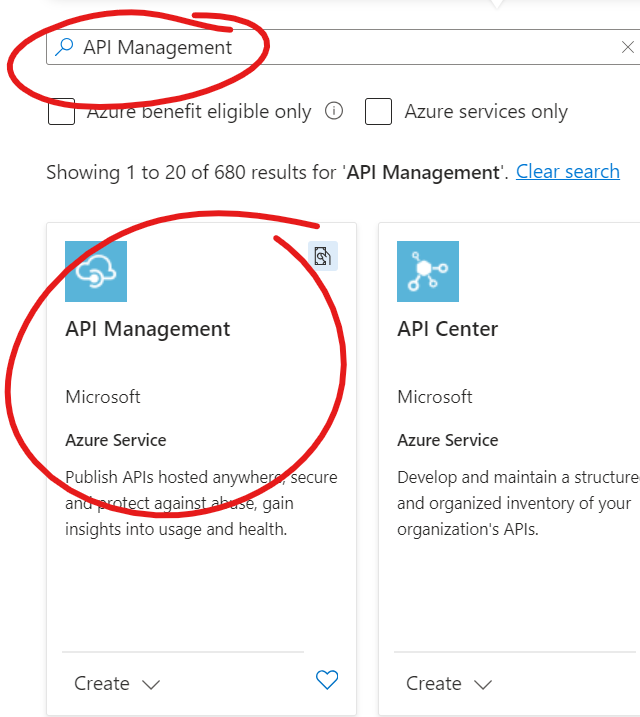 API Management
Azure benefit eligible only
Azure services only
Showing 1 to 20 of 680 results for 'API Management'. Clear search
API Management
Microsoft
Azure Service
Publish APIs hosted anywhere, secure
and protect against abuse, gain
insights into usage and health.
Create
API Center
Microsoft
Azure Service
Develop and maintain a structure
and organized inventory of your
organization's APIs.
Create